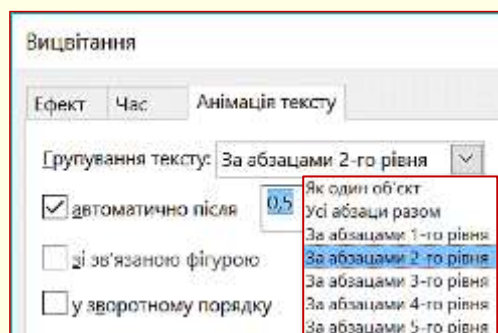 Вицвітання
Ефект Час Анімація тексту
Групування тексту: За абзацами 2-го рівня
автоматично після 0,5
зі зв'язаною фігурою
у зворотному порядку
Як один об'єкт
Усі абзаци разом
За абзацами 1-го рівня
За абзацами 2-го рівня
За абзацами 3-го рівня
За абзацами 4-го рівня
За абзацами 5-го рівня